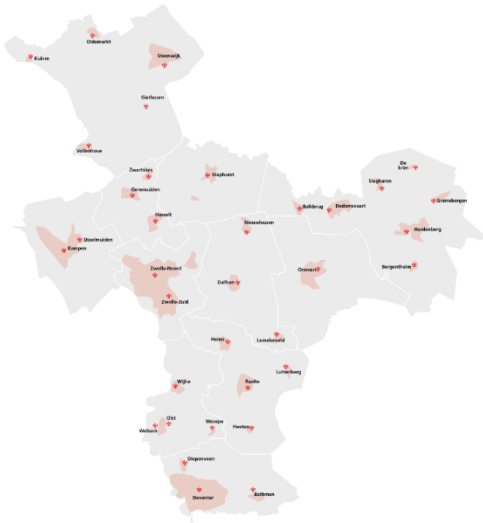 Oldemarkt
Kuinre
Steenwijk
Giethoorn
Vollenhove
Zwartsluis
Staphorst
De
Krim
Slagharen
Genemuiden
Gramsbergen
Balkbrug
Dedemsvaart
Hasselt
Nieuwleusen
Hardenberg
IJsselmuiden
Kampen
Zwolle-Noord
Ommen
Bergentheim
Dalfsen
Zwolle-Zuid
Heino
Lemelerveld
Luttenberg
Wijhe
Raalte
Olst
Welsum
Wesepe
Heeten
Diepenveen
Deventer
Bathmen